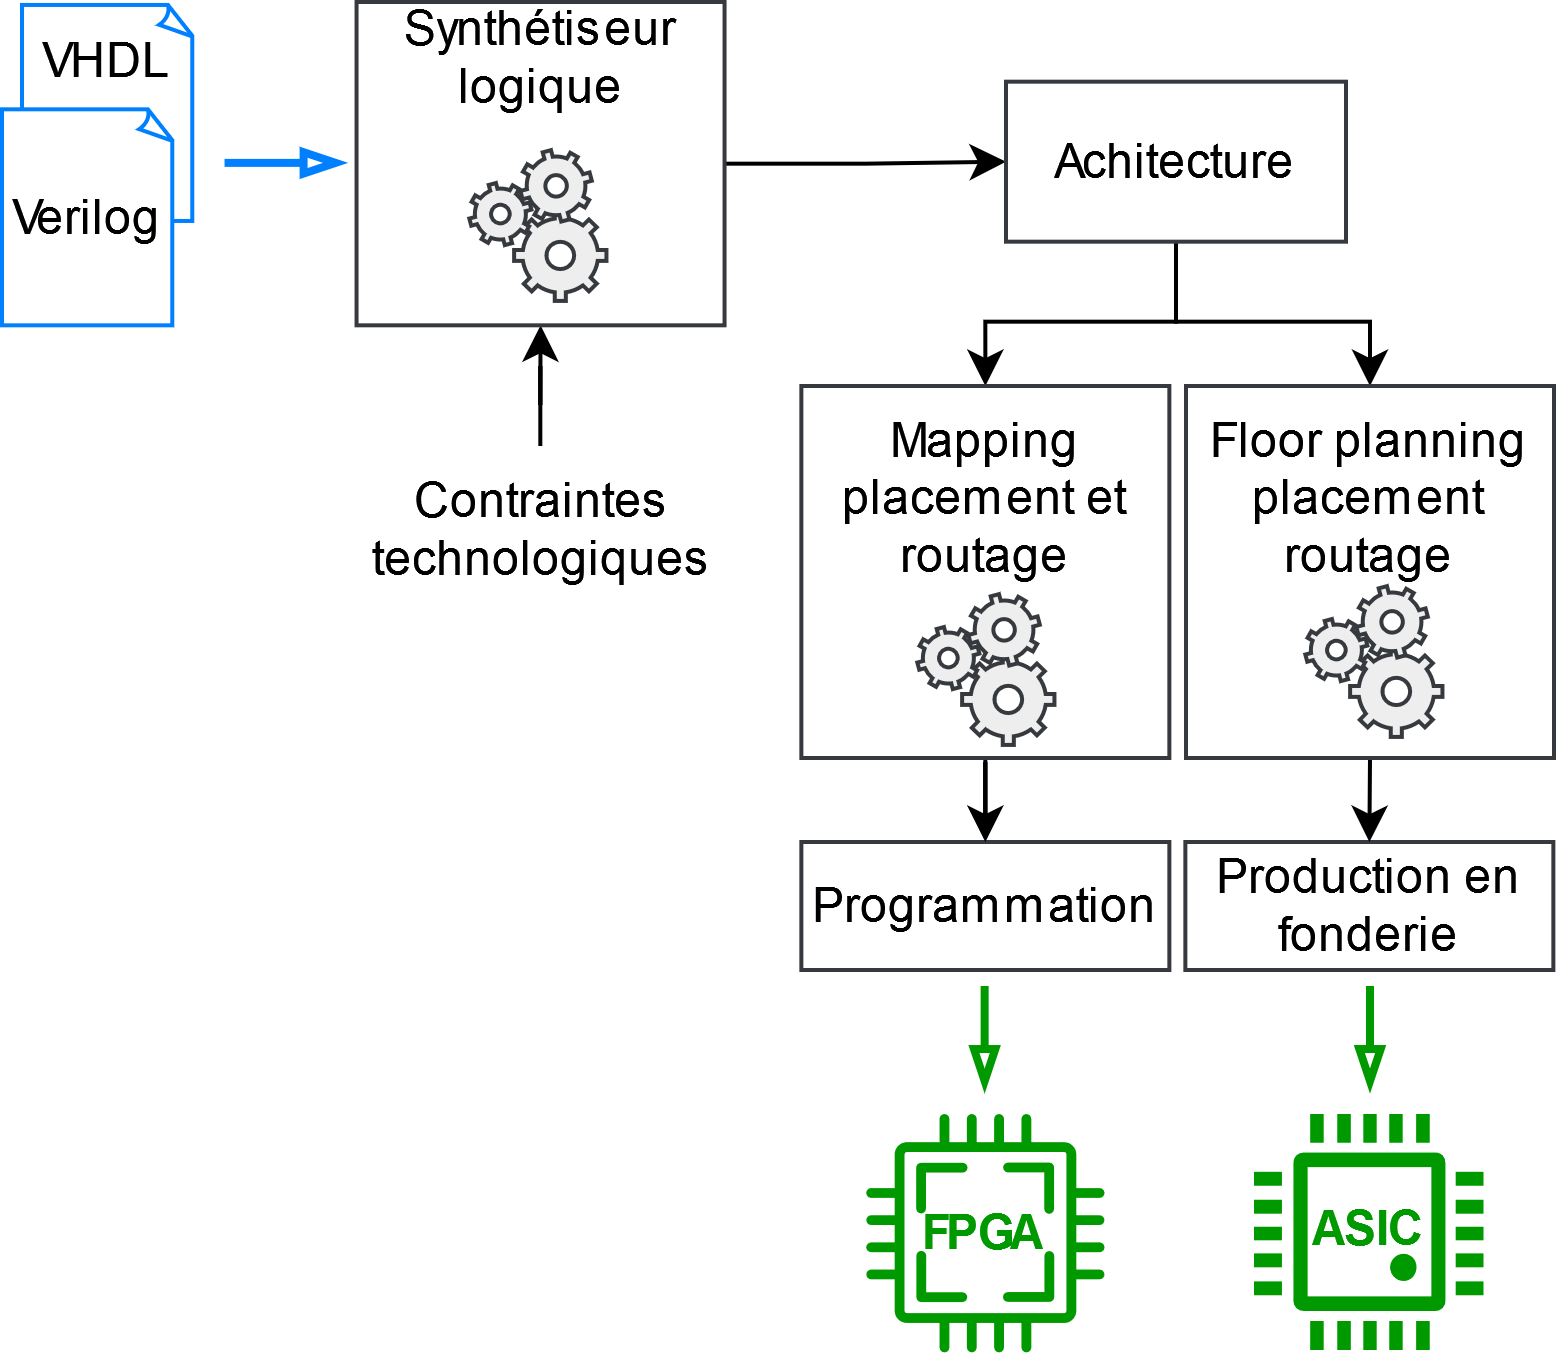 VHDL
Verilog
Synthétiseur
logique
Contraintes
technologiques
Achitecture
Mapping
placement et
routage
Floor planning
placement
routage
Programmation
Production en
fonderie
FPGA
ASIC